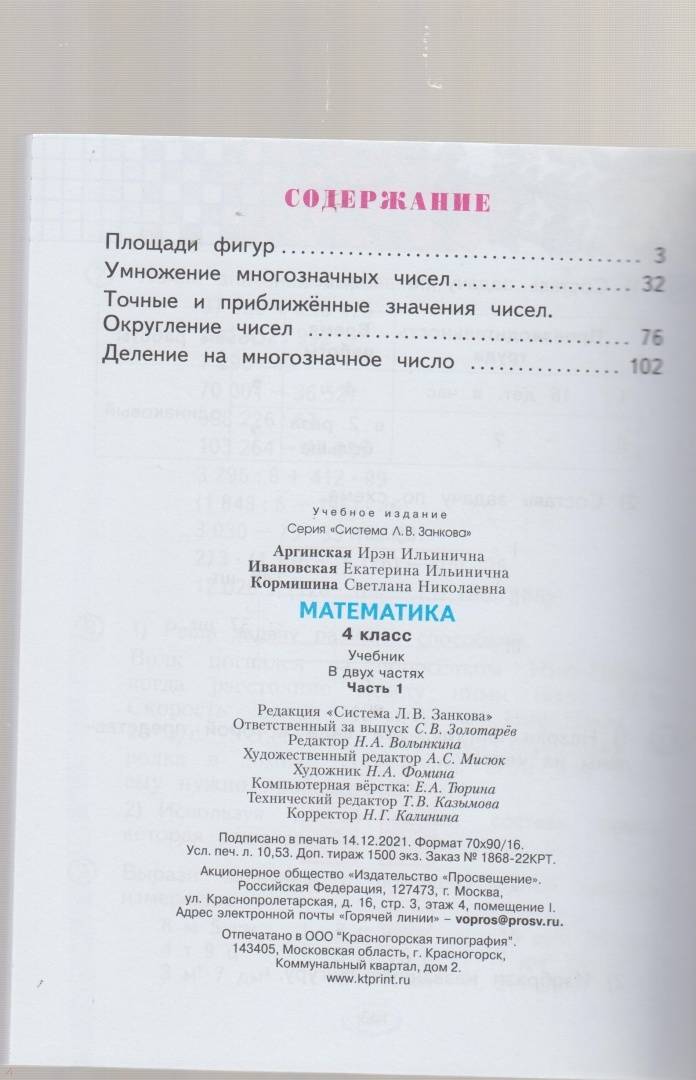 СОДЕРЖАНИЕ
Площади фигур ........................................ 3
Умножение многозначных чисел.................... 32
Точные и приближённые значения чисел.
Округление чисел ...................................... 76
Деление на многозначное число .................. 102
Учебное издание
Серия «Система Л. В. Занкова»
Аргинская Ирэн Ильинична
Ивановская Екатерина Ильинична
Кормишина Светлана Николаевна
МАТЕМАТИКА
4 класс
Учебник
В двух частях
Часть 1
Редакция «Система Л. В. Занкова»
Ответственный за выпуск С. В. Золотарёв
Редактор Н. А. Волынкина
Художественный редактор А. С. Мисюк
Художник Н. А. Фомина
Компьютерная вёрстка: Е. А. Тюрина
Технический редактор Т. В. Казымова
Корректор Н. Г. Калинина
Подписано в печать 14.12.2021. Формат 70х90/16.
Усл. печ. л. 10,53. Доп. тираж 1500 экз. Заказ № 1868-22КРТ.
Акционерное общество «Издательство «Просвещение».
Российская Федерация, 127473, г. Москва,
ул. Краснопролетарская, д. 16, стр. 3, этаж 4, помещение I.
Адрес электронной почты «Горячей линии» – vopros@prosv.ru.
Отпечатано в ООО “Красногорская типография”.
143405, Московская область, г. Красногорск,
Коммунальный квартал, дом 2.
www.ktprint.ru